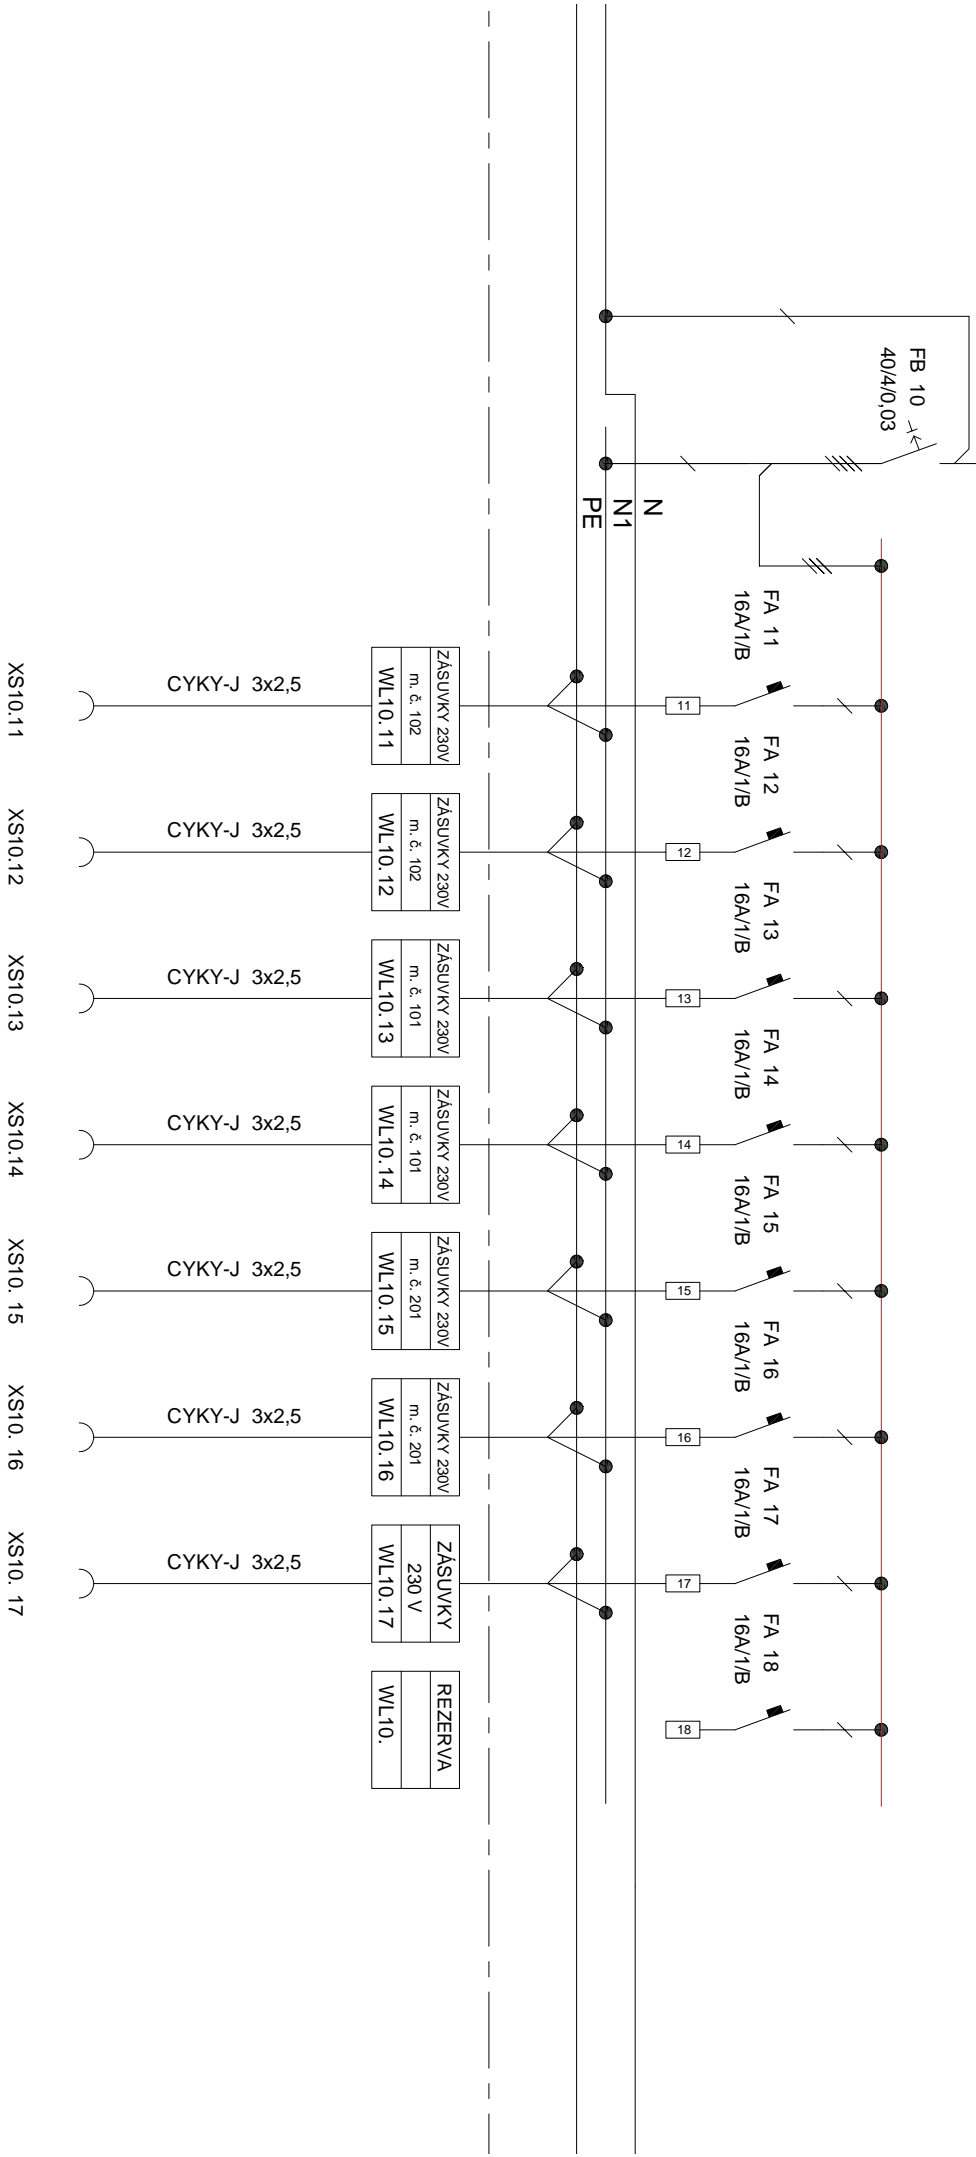 FB 10
40/4/0,03
N
N1
PE
FA 11
16A/1/B
FA 12
16A/1/B
FA 13
16A/1/B
FA 14
16A/1/B
FA 15
16A/1/B
FA 16
16A/1/B
FA 17
16A/1/B
FA 18
16A/1/B
11
12
13
14
15
16
17
18
ZÁSUVKY 230V
m. č. 102
WL10.11
ZÁSUVKY 230V
m. č. 102
WL10.12
ZÁSUVKY 230V
m. č. 101
WL10.13
ZÁSUVKY 230V
m. č. 101
WL10.14
ZÁSUVKY 230V
m. č. 201
WL10.15
ZÁSUVKY 230V
m. č. 201
WL10.16
ZÁSUVKY
230 V
WL10.17
REZERVA
WL10.
CYKY-J 3x2,5
CYKY-J 3x2,5
CYKY-J 3x2,5
CYKY-J 3x2,5
CYKY-J 3x2,5
CYKY-J 3x2,5
CYKY-J 3x2,5
XS10.11
XS10.12
XS10.13
XS10.14
XS10. 15
XS10. 16
XS10. 17